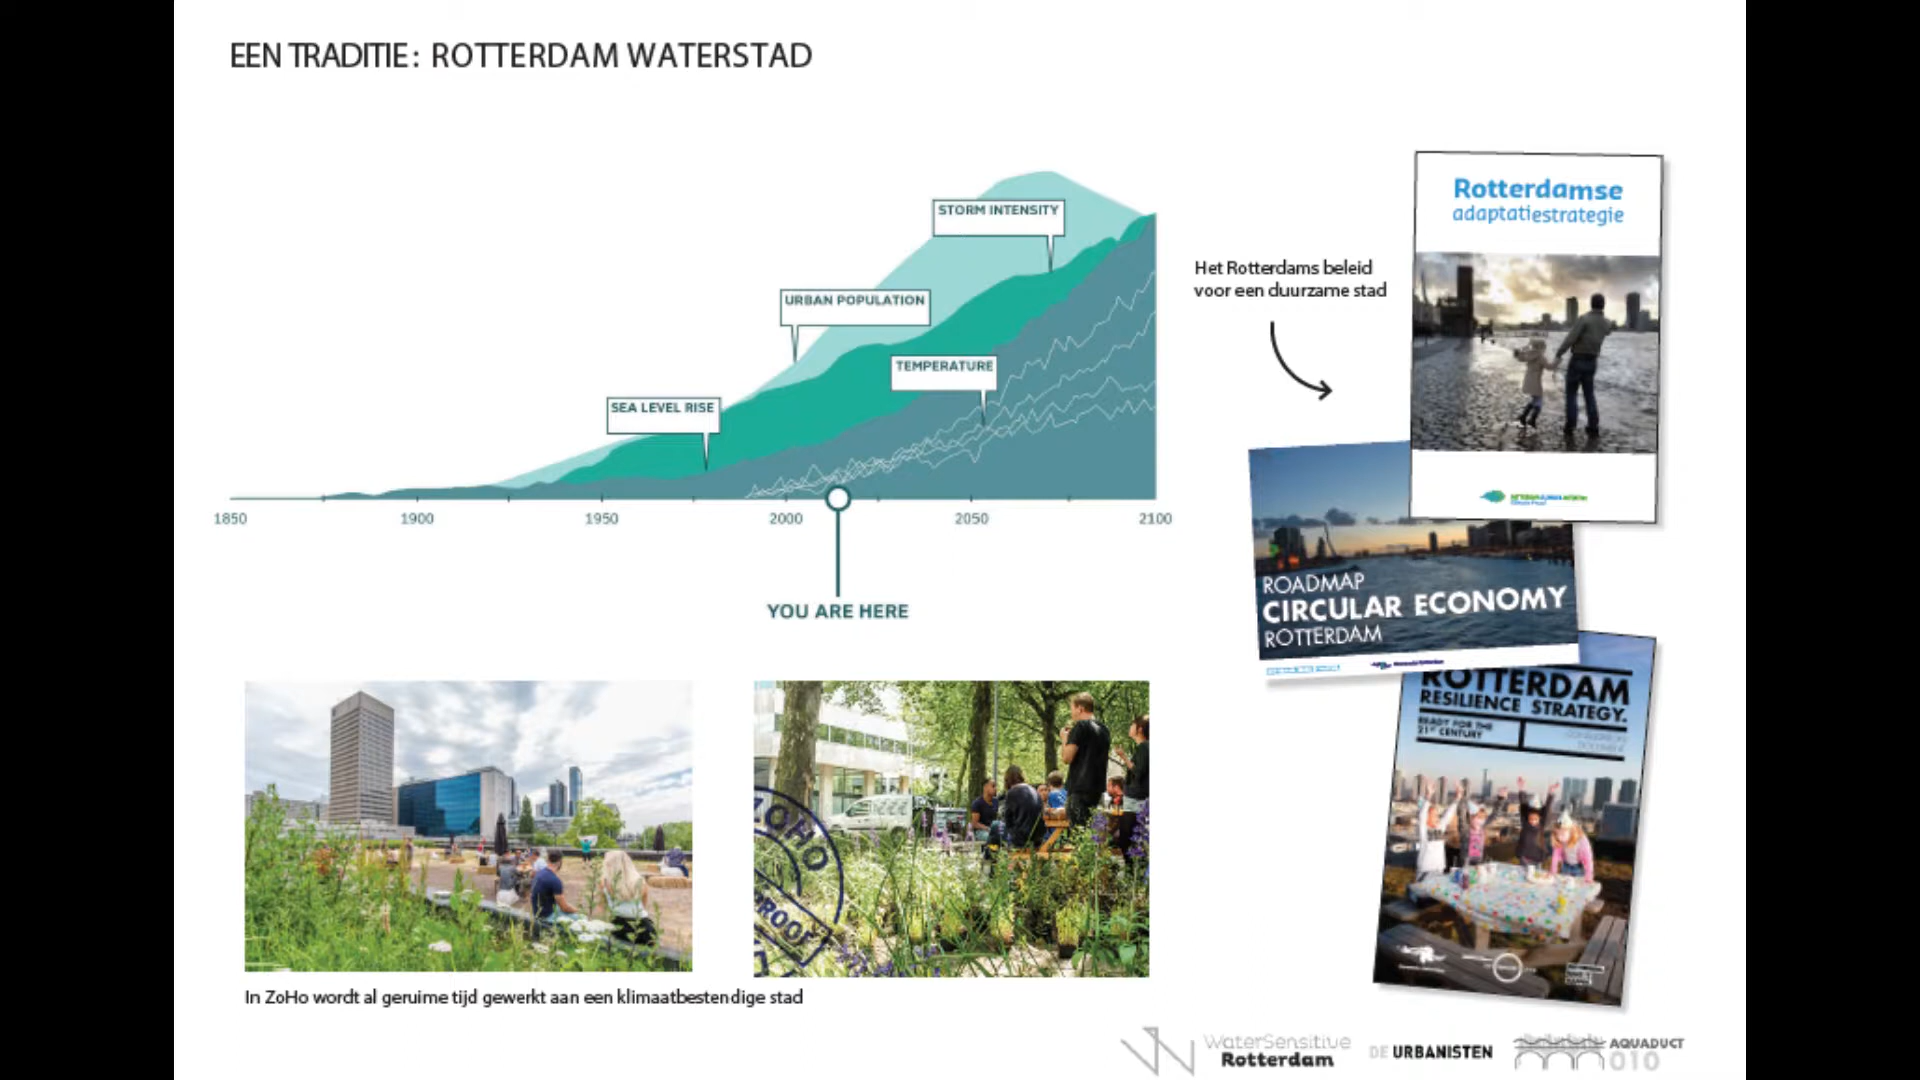 EEN TRADITIE: ROTTERDAM WATERSTAD
STORM INTENSITY
URBAN POPULATION
TEMPERATURE
SEA LEVEL RISE
1850
1900
1950
2000
2050
2100
YOU ARE HERE
Het Rotterdams beleid
voor een duurzame stad
Rotterdamse
adaptatiestrategie
ROADMAP
CIRCULAR ECONOMY
ROTTERDAM
ROTTERDAM
RESILIENCE STRATEGY.
READY FOR THE
21ST CENTURY
ZOHO
PROOF
In ZoHo wordt al geruime tijd gewerkt aan een klimaatbestendige stad
WaterSensitive
Rotterdam
DE URBANISTEN
AQUADUCT
010